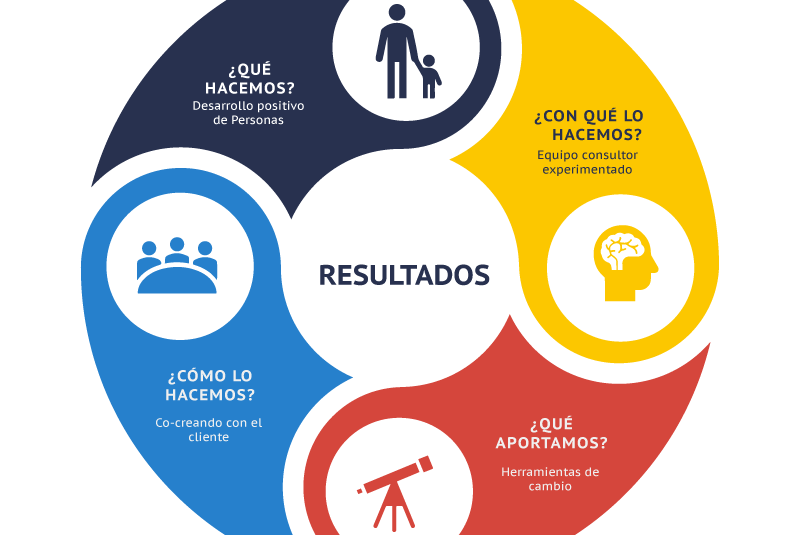 ¿QUÉ
HACEMOS?
Desarrollo positivo
de Personas
¿CON QUÉ LO
HACEMOS?
Equipo consultor
experimentado
RESULTADOS
¿CÓMO LO
HACEMOS?
Co-creando con el
cliente
¿QUÉ
APORTAMOS?
Herramientas de
cambio